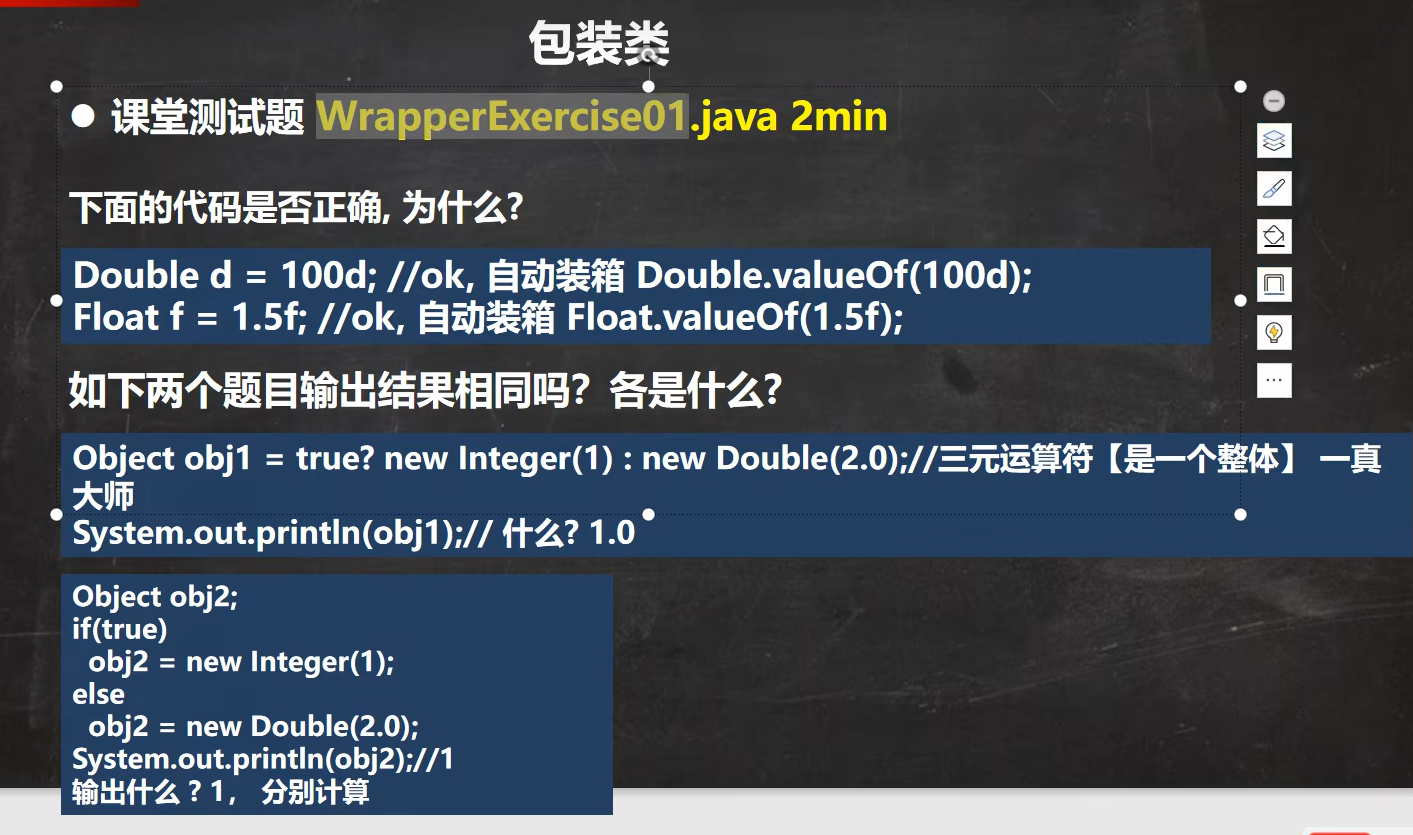 包装类
课堂测试题 WrapperExercise01.java 2min
下面的代码是否正确, 为什么?
Double d = 100d; //ok, 自动装箱 Double.valueOf(100d);
Float f = 1.5f; //ok, 自动装箱 Float.valueOf(1.5f);
如下两个题目输出结果相同吗？各是什么?
Object obj1 = true? new Integer(1) : new Double(2.0);//三元运算符【是一个整体】 一真
大师
System.out.println(obj1);// 什么? 1.0
Object obj2;
if(true)
obj2 = new Integer(1);
else
obj2 = new Double(2.0);
System.out.println(obj2);//1
输出什么 ? 1， 分别计算